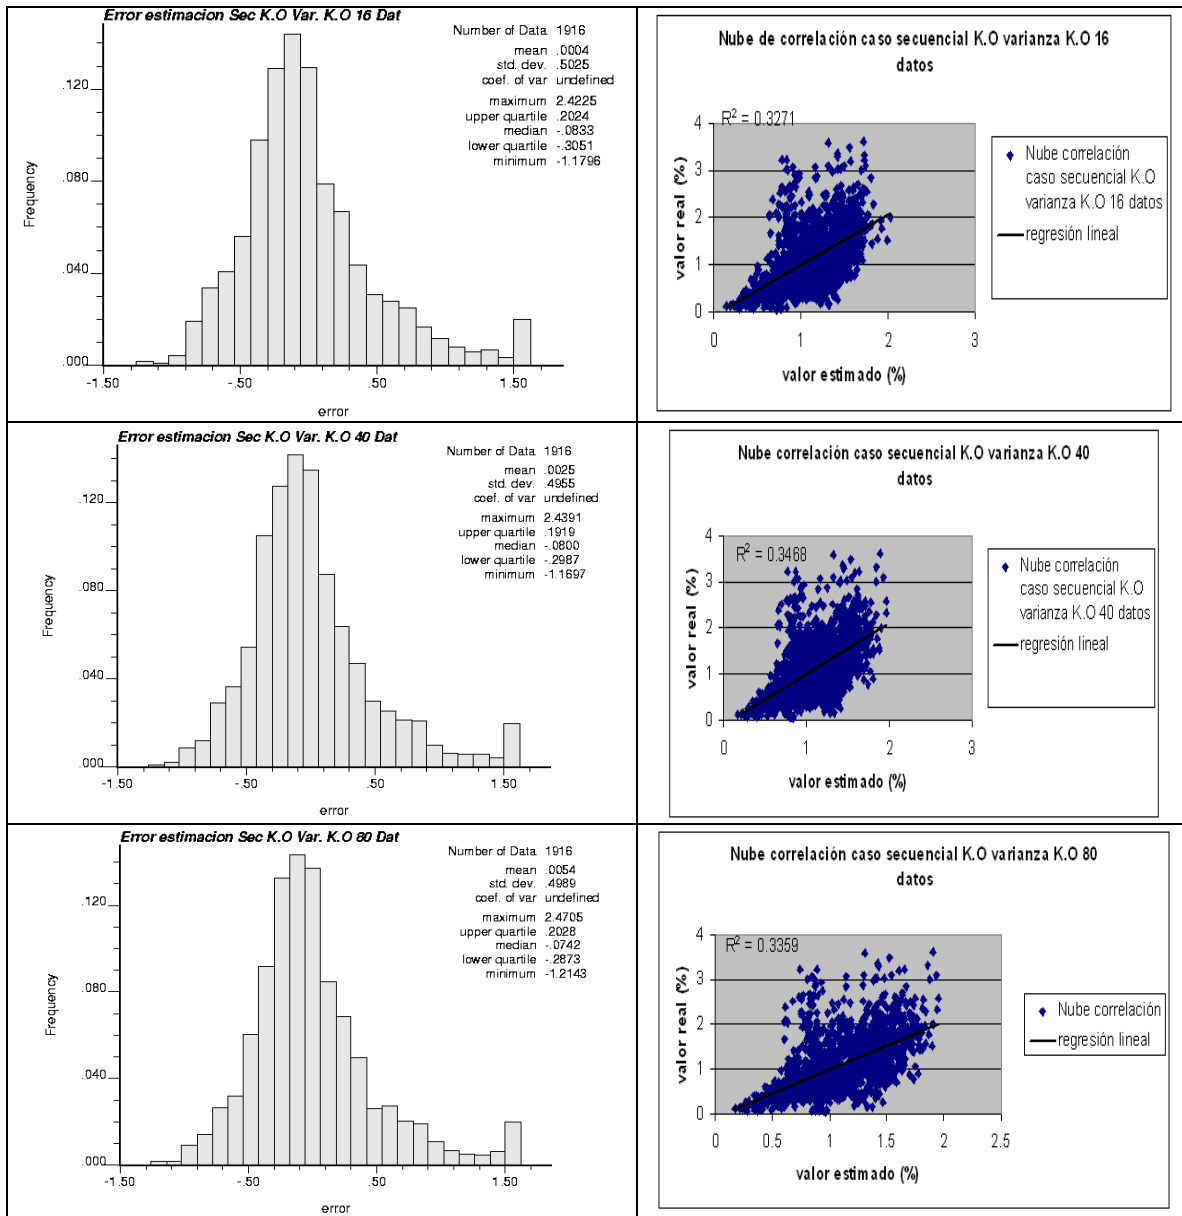 Error estimacion Sec K.O Var. K.O 16 Dat
Number of Data 1916
mean .0004
std. dev. .5025
coef. of var undefined
maximum 2.4225
upper quartile .2024
median -.0833
lower quartile -.3051
minimum -1.1796
Frequency
.120
.080
.040
.000
-1.50
-.50
.50
1.50
error
Nube de correlación caso secuencial K.O varianza K.O 16
datos
R² = 0.3271
valor real (%)
4
3
2
1
0
0
1
2
3
valor estimado (%)
Nube correlación
caso secuencial K.O
varianza K.O 16 datos
regresión lineal
Error estimacion Sec K.O Var. K.O 40 Dat
Number of Data 1916
mean .0025
std. dev. .4955
coef. of var undefined
maximum 2.4391
upper quartile .1919
median -.0800
lower quartile -.2987
minimum -1.1697
Frequency
.120
.080
.040
.000
-1.50
-.50
.50
1.50
error
Nube correlación caso secuencial K.O varianza K.O 40
datos
R² = 0.3468
valor real (%)
4
3
2
1
0
0
1
2
3
valor estimado (%)
Nube correlación
caso secuencial K.O
varianza K.O 40 datos
regresión lineal
Error estimacion Sec K.O Var. K.O 80 Dat
Number of Data 1916
mean .0054
std. dev. .4989
coef. of var undefined
maximum 2.4705
upper quartile .2028
median -.0742
lower quartile -.2873
minimum -1.2143
Frequency
.120
.080
.040
.000
-1.50
-.50
.50
1.50
error
Nube correlación caso secuencial K.O varianza K.O 80
datos
R² = 0.3359
valor real (%)
4
3
2
1
0
0
0.5
1
1.5
2
2.5
valor estimado (%)
Nube correlación
regresión lineal